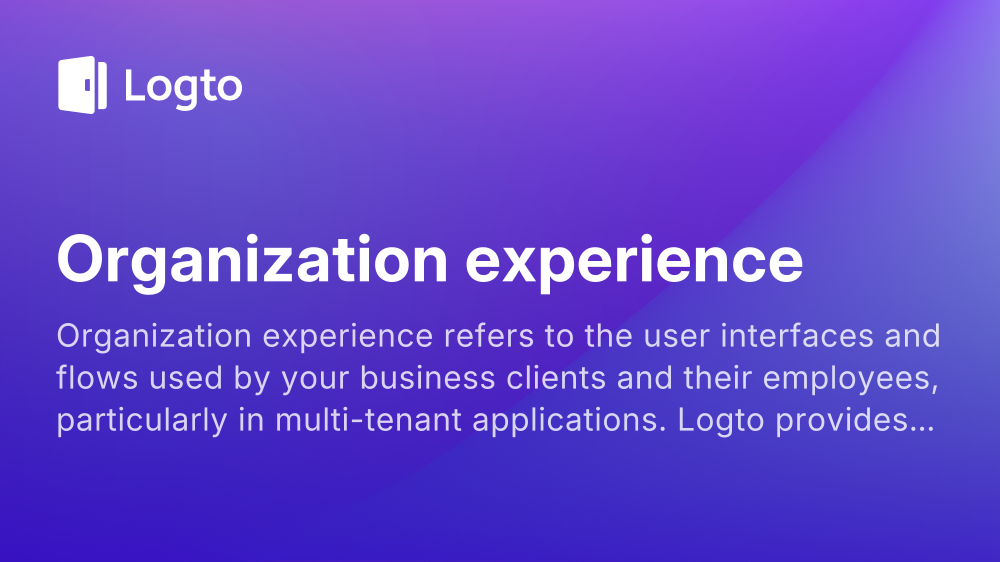 Logto
Organization experience
Organization experience refers to the user interfaces and
flows used by your business clients and their employees,
particularly in multi-tenant applications. Logto provides...